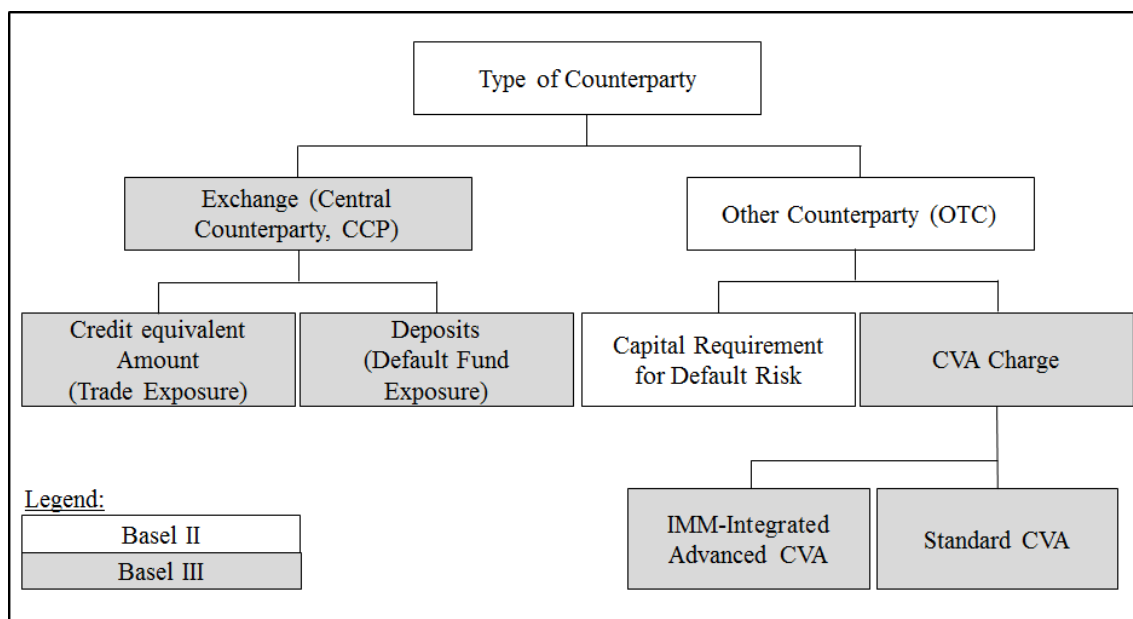 Type of Counterparty
Exchange (Central
Counterparty, CCP)
Other Counterparty (OTC)
Credit equivalent
Amount
(Trade Exposure)
Deposits
(Default Fund
Exposure)
Capital Requirement
for Default Risk
CVA Charge
IMM-Integrated
Advanced CVA
Standard CVA
Legend:
Basel II
Basel III